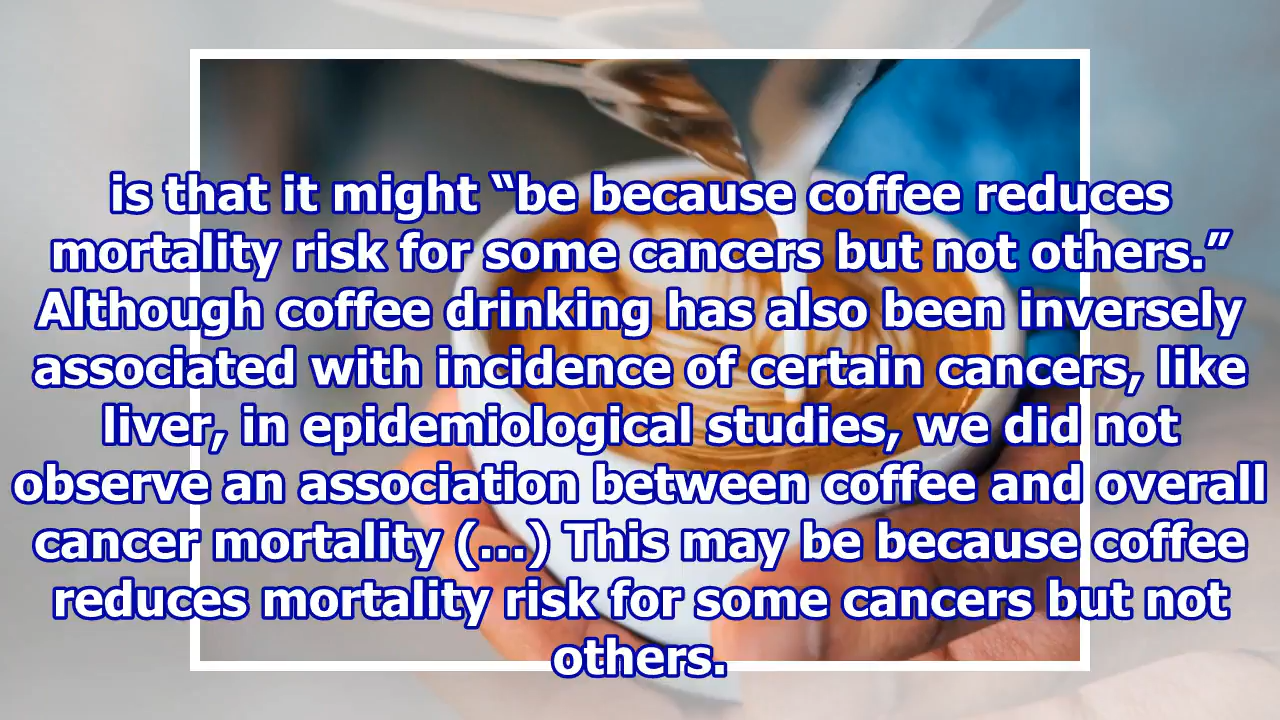 is that it might “be because coffee reduces
mortality risk for some cancers but not others.”
Although coffee drinking has also been inversely
associated with incidence of certain cancers, like
liver, in epidemiological studies, we did not
observe an association between coffee and overall
cancer mortality (...) This may be because coffee
reduces mortality risk for some cancers but not
others.